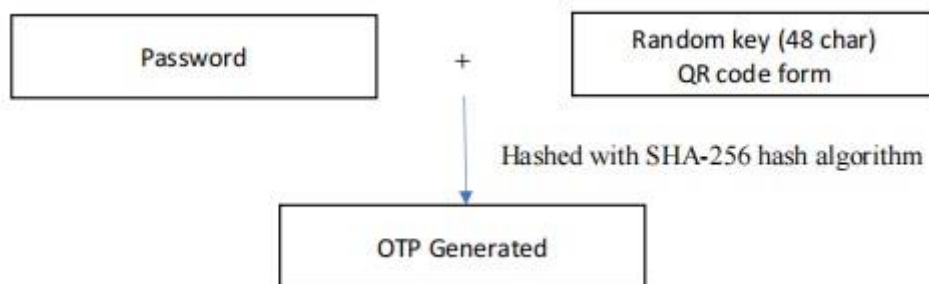 Password
+
Random key (48 char)
QR code form
Hashed with SHA-256 hash algorithm
OTP Generated